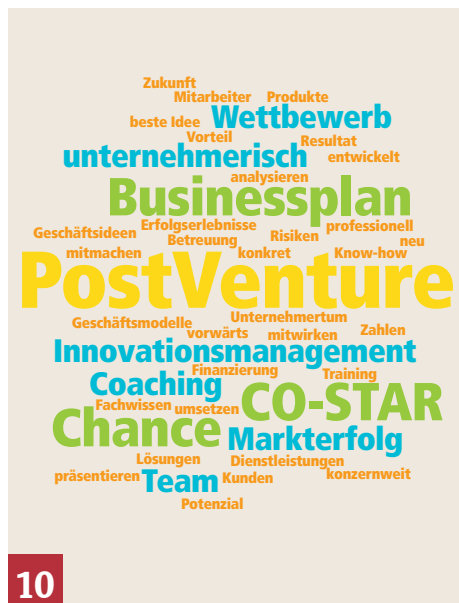 Zukunft
Mitarbeiter Produkte
beste Idee Wettbewerb
Vorteil Resultat
unternehmerisch entwickelt
analysieren
Businessplan
Geschäftsideen Erfolgserlebnisse professionell
Betreuung Risiken neu
mitmachen konkret Know-how
PostVenture
Geschäftsmodelle Unternehmertum
vorwärts mitwirken Zahlen
Innovationsmanagement
Finanzierung Training
Coaching CO-STAR
Fachwissen umsetzen
Chance Markterfolg
Lösungen Dienstleistungen
präsentieren Team Kunden konzernweit
Potenzial
10